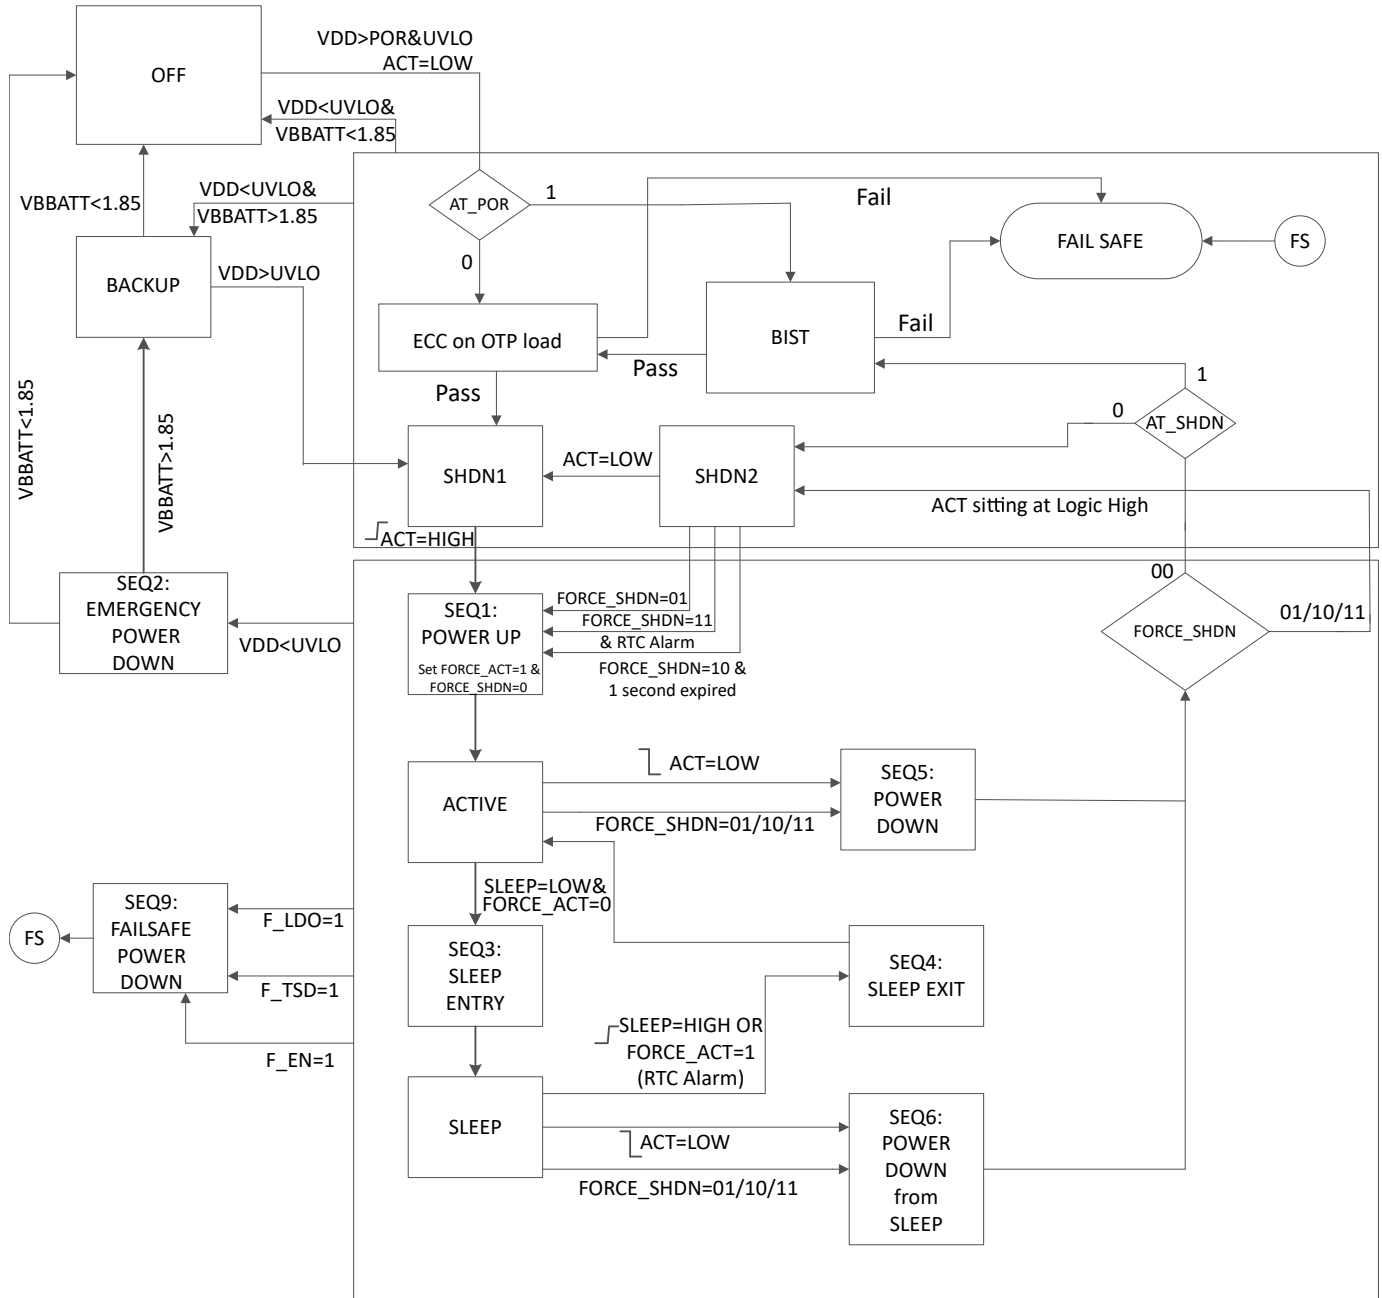 VDD>POR&UVLO
ACT=LOW
OFF
VDD<UVLO&
VBBATT<1.85
VBBATT<1.85
VDD<UVLO&
VBBATT>1.85
AT_POR
1
0
Fail
FAIL SAFE
FS
BACKUP
VDD>UVLO
ECC on OTP load
BIST
Fail
Pass
Pass
1
0
AT_SHDN
VBBATT<1.85
VBBATT>1.85
SHDN1
ACT=LOW
SHDN2
ACT sitting at Logic High
ACT=HIGH
SEQ2:
EMERGENCY
POWER
DOWN
VDD<UVLO
SEQ1:
POWER UP
Set FORCE_ACT=1 &
FORCE_SHDN=0
FORCE_SHDN=01
FORCE_SHDN=11
& RTC Alarm
FORCE_SHDN=10 &
1 second expired
00
FORCE_SHDN
01/10/11
ACTIVE
ACT=LOW
FORCE_SHDN=01/10/11
SEQ5:
POWER
DOWN
SLEEP=LOW&
FORCE_ACT=0
SEQ9:
FAILSAFE
POWER
DOWN
FS
F_LDO=1
F_TSD=1
F_EN=1
SEQ3:
SLEEP
ENTRY
SEQ4:
SLEEP EXIT
SLEEP=HIGH OR
FORCE_ACT=1
(RTC Alarm)
SLEEP
ACT=LOW
FORCE_SHDN=01/10/11
SEQ6:
POWER
DOWN
from
SLEEP